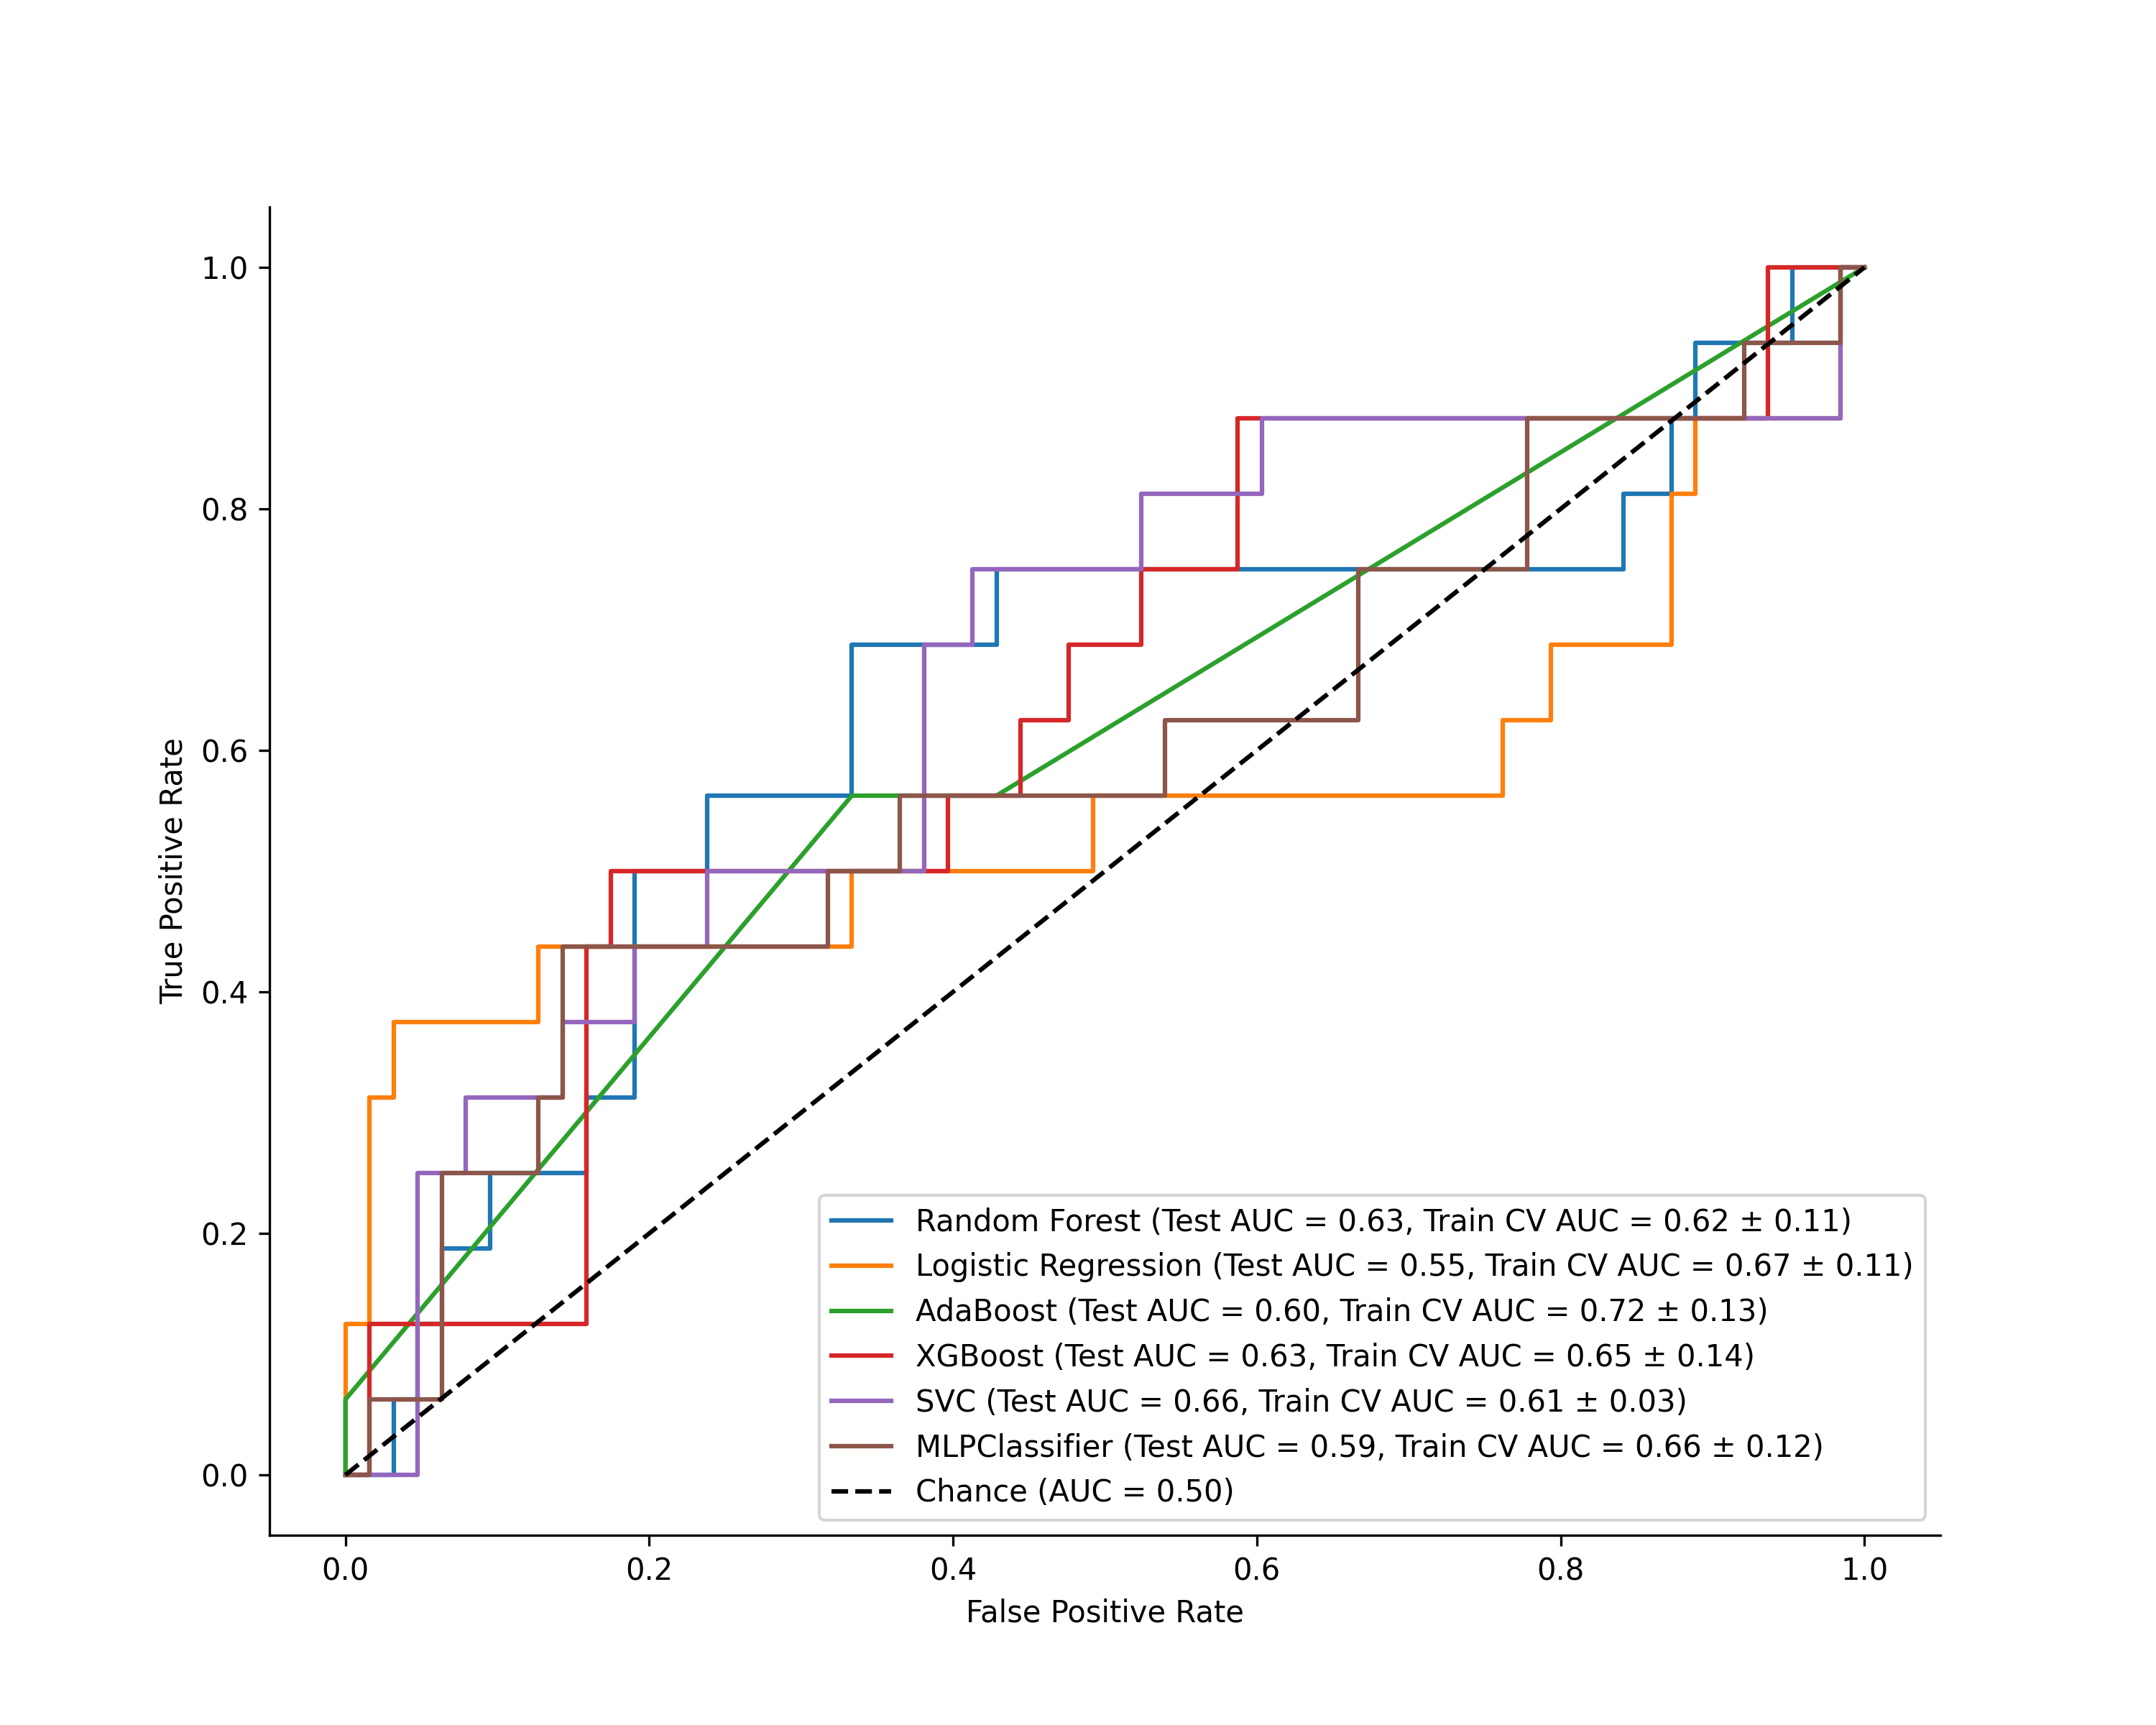 1.0
0.8
0.6
0.4
0.2
0.0
True Positive Rate
Random Forest (Test AUC = 0.63, Train CV AUC = 0.62 ± 0.11)
Logistic Regression (Test AUC = 0.55, Train CV AUC = 0.67 ± 0.11)
AdaBoost (Test AUC = 0.60, Train CV AUC = 0.72 ± 0.13)
XGBoost (Test AUC = 0.63, Train CV AUC = 0.65 ± 0.14)
SVC (Test AUC = 0.66, Train CV AUC = 0.61 ± 0.03)
MLPClassifier (Test AUC = 0.59, Train CV AUC = 0.66 ± 0.12)
Chance (AUC = 0.50)
0.0 0.2 0.4 0.6 0.8 1.0
False Positive Rate